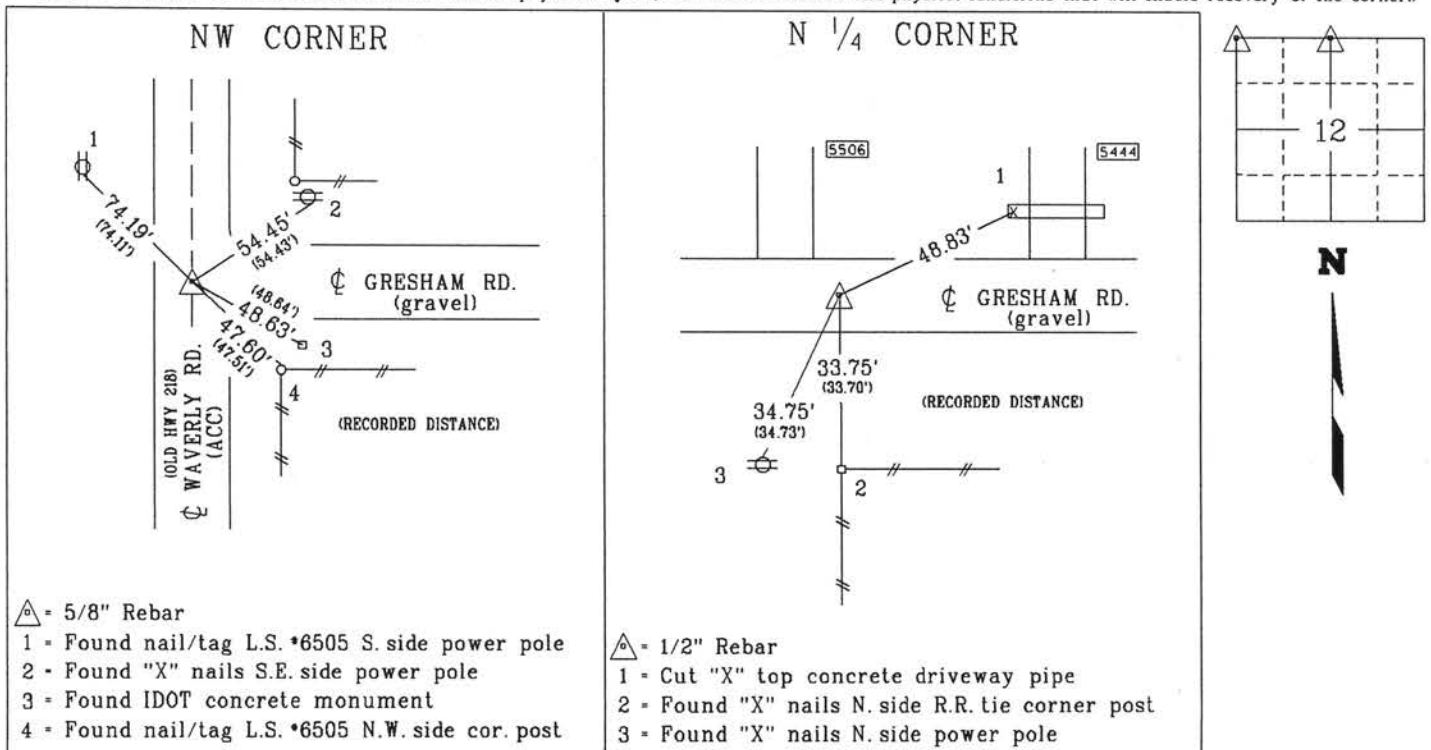 NW CORNER
1
74.19'
(74.11')
2
54.45'
(54.43')
℄ GRESHAM RD.
(gravel)
(48.64')
48.63'
3
47.60'
(47.51')
4
(OLD HWY 218)
℄ WAVERLY RD.
(ACC)
(RECORDED DISTANCE)
= 5/8" Rebar
1 = Found nail/tag L.S. #6505 S. side power pole
2 - Found "X" nails S.E. side power pole
3 = Found IDOT concrete monument
4 = Found nail/tag L.S. #6505 N.W. side cor. post
N 1/4 CORNER
5506
5444
1
X
48.83'
℄ GRESHAM RD.
(gravel)
33.75'
(33.70')
34.75'
(34.73')
(RECORDED DISTANCE)
3
2
= 1/2" Rebar
1 = Cut "X" top concrete driveway pipe
2 = Found "X" nails N. side R.R. tie corner post
3 = Found "X" nails N. side power pole
12
N